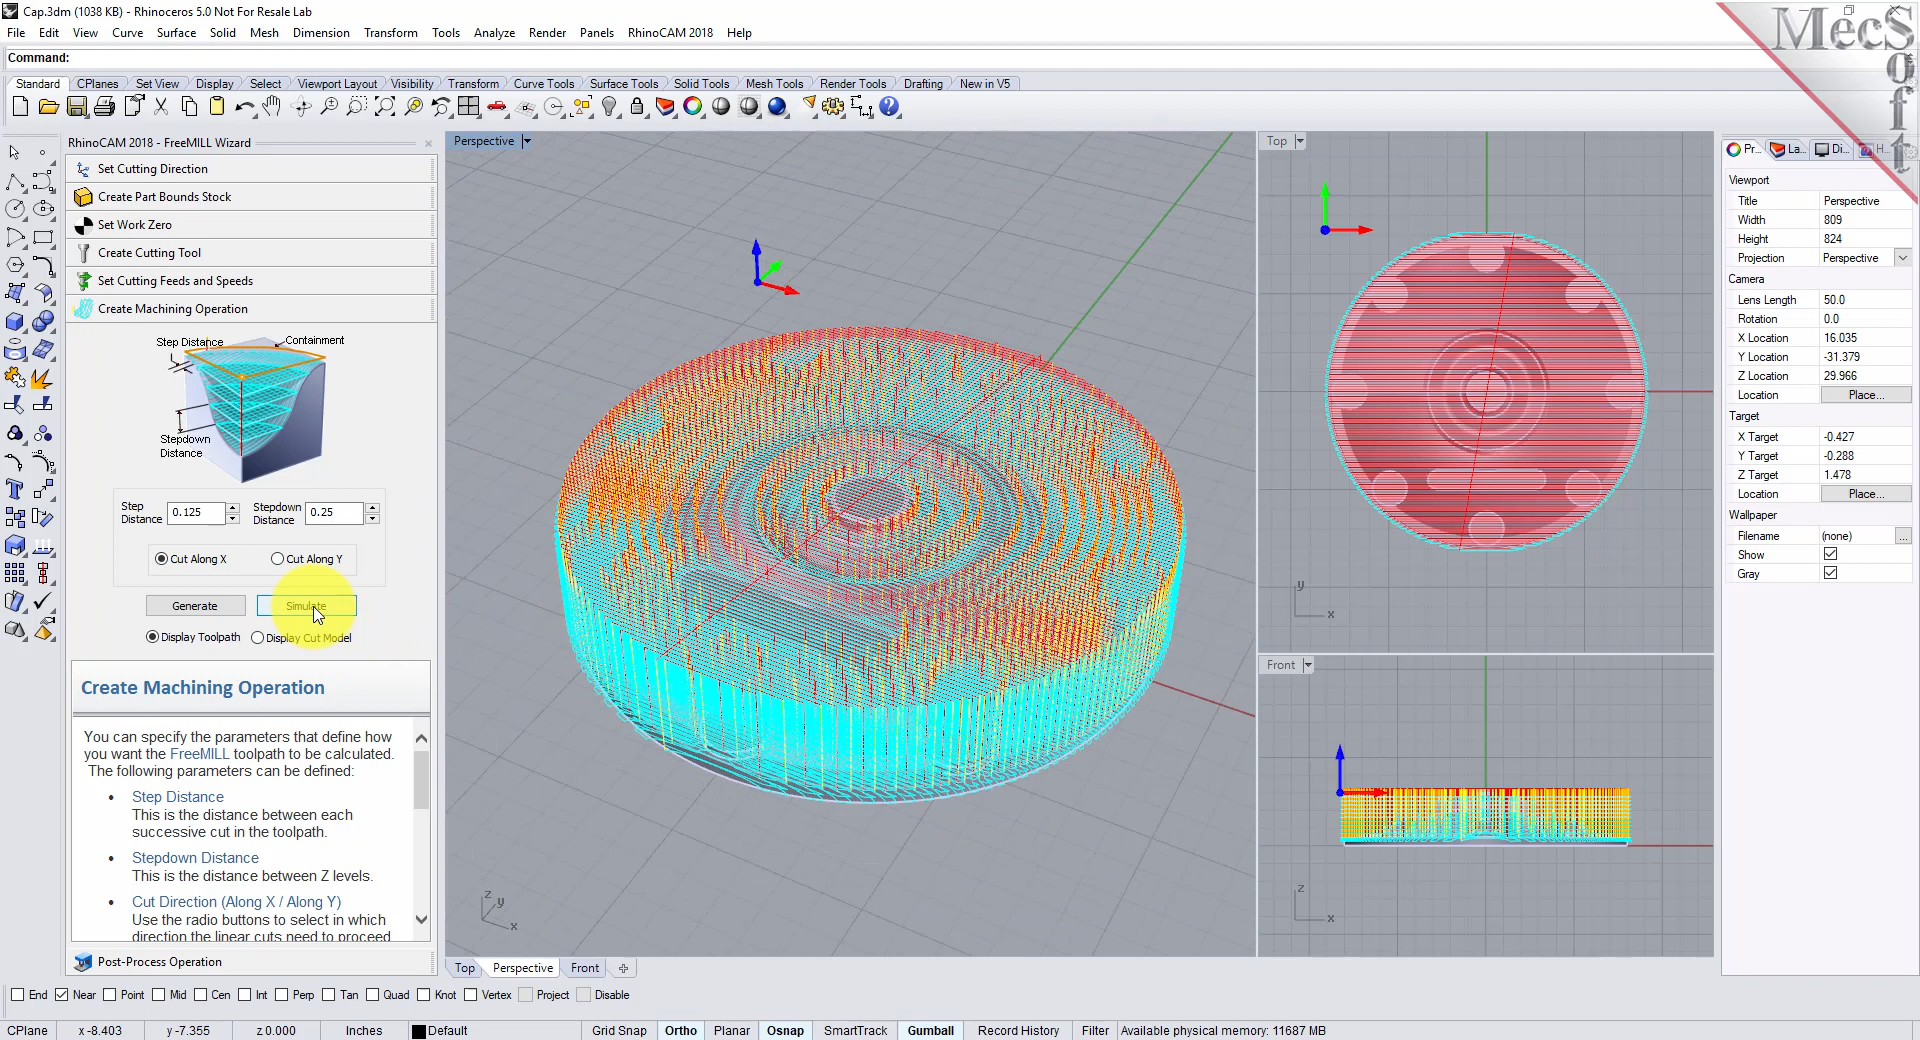 Cap.3dm (1038 KB) - Rhinoceros 5.0 Not For Resale Lab
File Edit View Curve Surface Solid Mesh Dimension Transform Tools Analyze Render Panels RhinoCAM 2018 Help
Command:
Standard CPlanes Set View Display Select Viewport Layout Visibility Transform Curve Tools Surface Tools Solid Tools Mesh Tools Render Tools Drafting New in V5
MecSoft
RhinoCAM 2018 - FreeMILL Wizard
Set Cutting Direction
Create Part Bounds Stock
Set Work Zero
Create Cutting Tool
Set Cutting Feeds and Speeds
Create Machining Operation
Step Distance
Containment
Stepdown
Distance
Step
Distance
0.125
Stepdown
Distance
0.25
Cut Along X
Cut Along Y
Generate
Simulate
Display Toolpath
Display Cut Model
Create Machining Operation
You can specify the parameters that define how
you want the FreeMILL toolpath to be calculated.
The following parameters can be defined:
• Step Distance
This is the distance between each
successive cut in the toolpath.
• Stepdown Distance
This is the distance between Z levels.
• Cut Direction (Along X / Along Y)
Use the radio buttons to select in which
direction the linear cuts need to proceed
Post-Process Operation
Perspective
z
y
x
Top
y
x
Front
z
x
Top Perspective Front
Pr... La... Di... H...
Viewport
Title Perspective
Width 809
Height 824
Projection Perspective
Camera
Lens Length 50.0
Rotation 0.0
X Location 16.035
Y Location -31.379
Z Location 29.966
Location Place...
Target
X Target -0.427
Y Target -0.288
Z Target 1.478
Location Place...
Wallpaper
Filename (none) ...
Show
Gray
End Near Point Mid Cen Int Perp Tan Quad Knot Vertex Project Disable
CPlane x -8.403 y -7.355 z 0.000 Inches Default Grid Snap Ortho Planar Osnap SmartTrack Gumball Record History Filter Available physical memory: 11687 MB